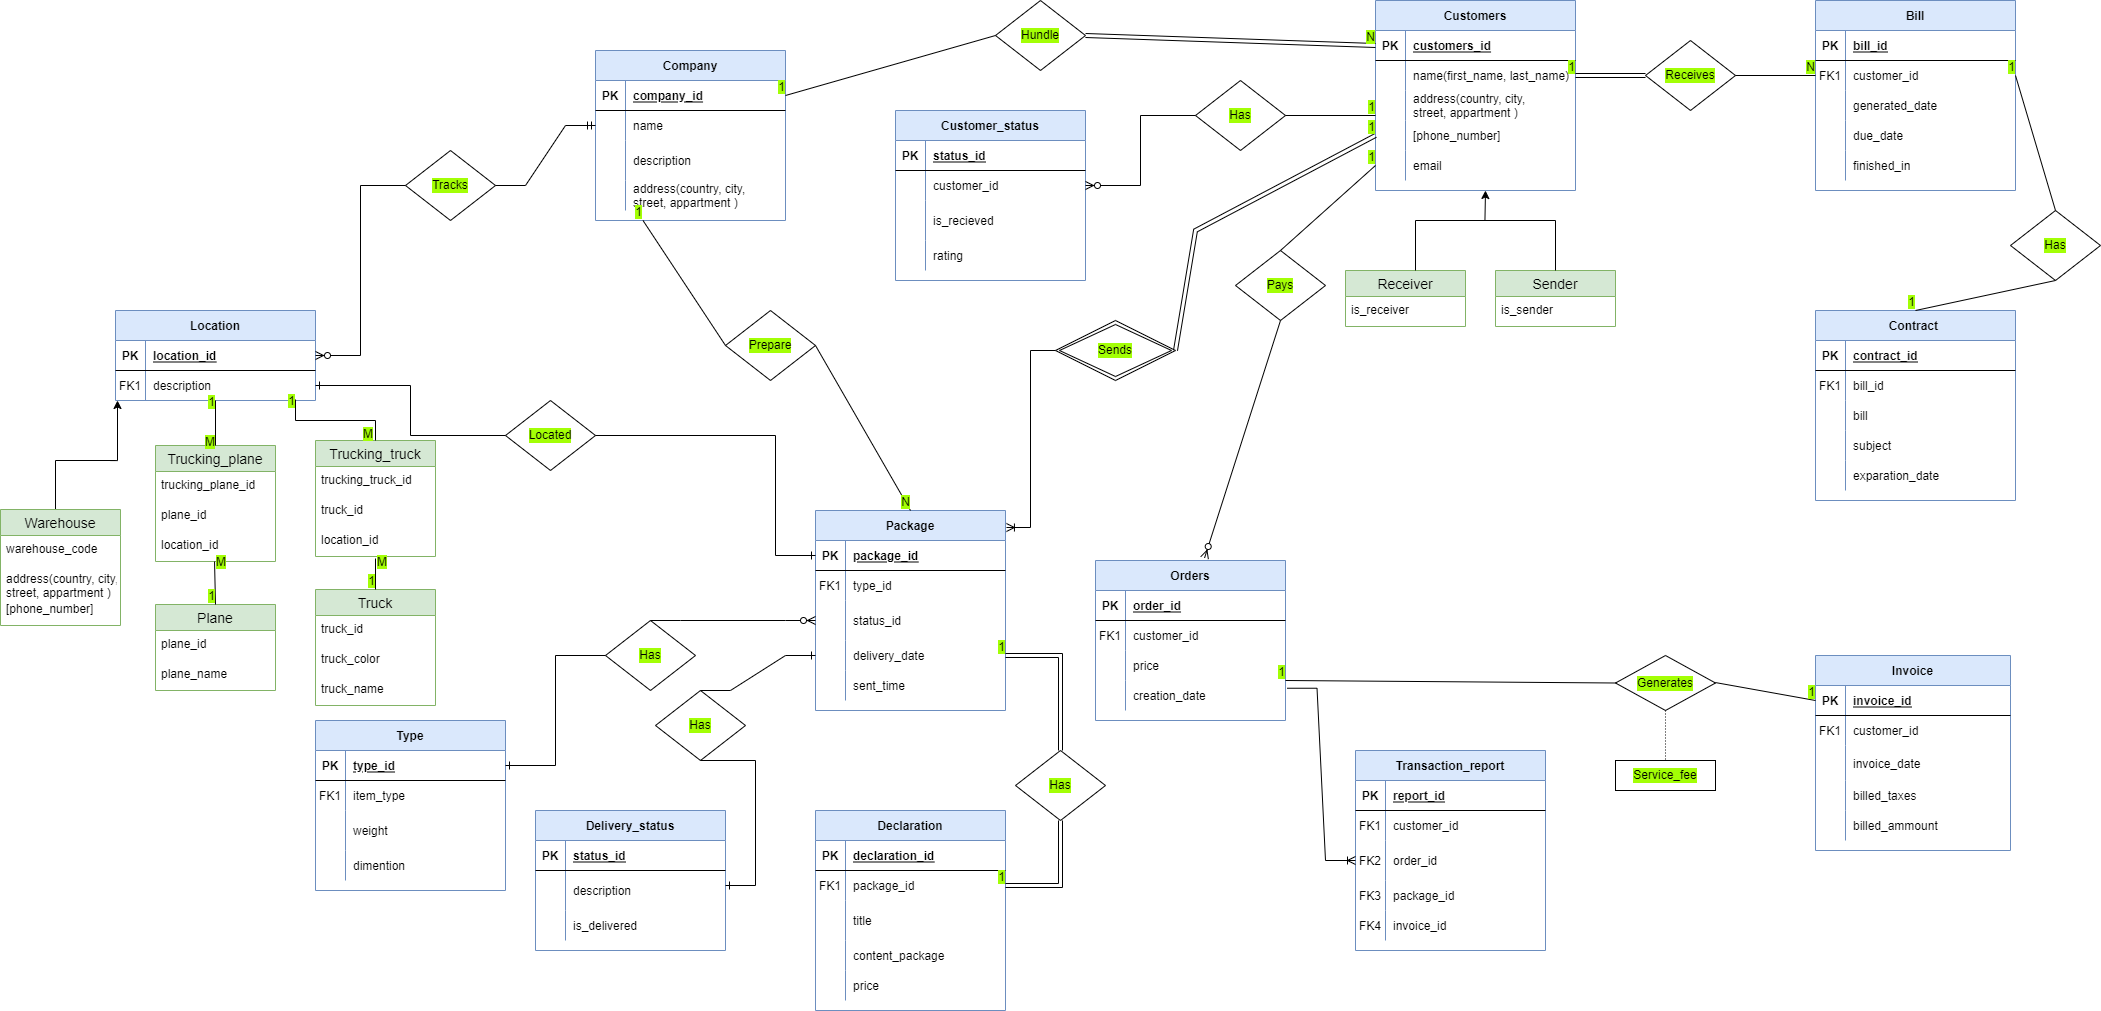 Hundle
Customers
PK customers_id
name(first_name, last_name)
address(country, city,
street, appartment )
[phone_number]
email
N
1
1
1
1
Receives
N
Bill
PK bill_id
FK1 customer_id
generated_date
due_date
finished_in
1
Company
PK company_id
name
description
address(country, city,
street, appartment )
1
1
Customer_status
PK status_id
customer_id
is_recieved
rating
Has
Tracks
Pays
Receiver
is_receiver
Sender
is_sender
Has
1
Contract
PK contract_id
FK1 bill_id
bill
subject
exparation_date
Location
PK location_id
FK1 description
1
1
Prepare
Sends
Located
N
M
M
Trucking_plane
trucking_plane_id
plane_id
location_id
M
Trucking_truck
trucking_truck_id
truck_id
location_id
M
Warehouse
warehouse_code
address(country, city,
street, appartment )
[phone_number]
1
Plane
plane_id
plane_name
1
Truck
truck_id
truck_color
truck_name
Package
PK package_id
FK1 type_id
status_id
delivery_date
sent_time
1
Orders
PK order_id
FK1 customer_id
price
creation_date
1
Has
Has
Has
Generates
Service_fee
1
Invoice
PK invoice_id
FK1 customer_id
invoice_date
billed_taxes
billed_ammount
Type
PK type_id
FK1 item_type
weight
dimention
Delivery_status
PK status_id
description
is_delivered
Declaration
PK declaration_id
FK1 package_id
title
content_package
price
1
Transaction_report
PK report_id
FK1 customer_id
FK2 order_id
FK3 package_id
FK4 invoice_id